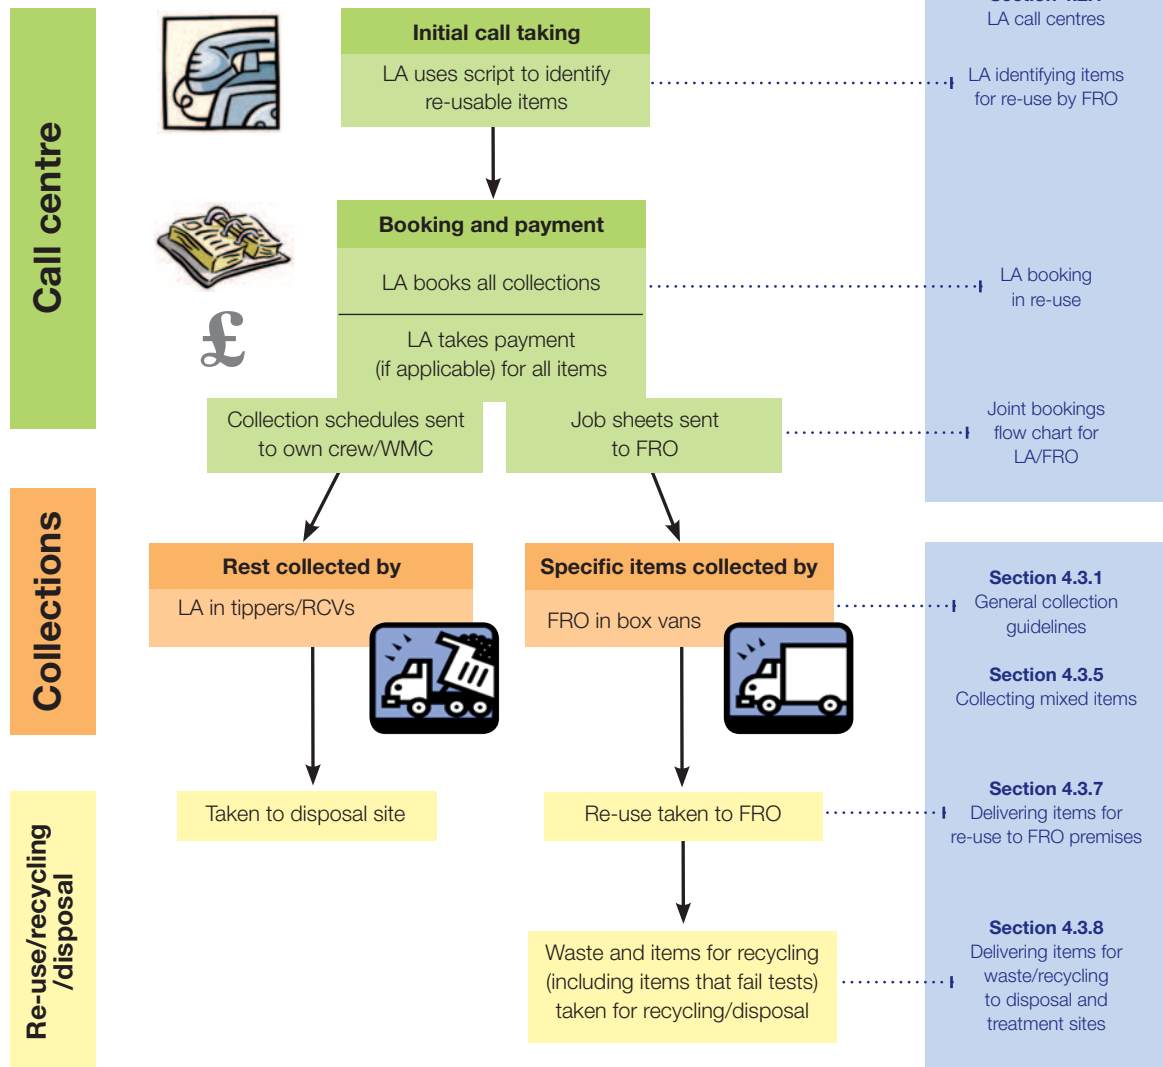 LA call centres
Initial call taking
LA uses script to identify
re-usable items
LA identifying items
for re-use by FRO
Call centre
Booking and payment
LA books all collections
LA booking
in re-use
£
LA takes payment
(if applicable) for all items
Collection schedules sent
to own crew/WMC
Job sheets sent
to FRO
Joint bookings
flow chart for
LA/FRO
Collections
Rest collected by
LA in tippers/RCVs
Specific items collected by
FRO in box vans
Section 4.3.1
General collection
guidelines
Section 4.3.5
Collecting mixed items
Re-use/recycling
/disposal
Taken to disposal site
Re-use taken to FRO
Section 4.3.7
Delivering items for
re-use to FRO premises
Waste and items for recycling
(including items that fail tests)
taken for recycling/disposal
Section 4.3.8
Delivering items for
waste/recycling
to disposal and
treatment sites